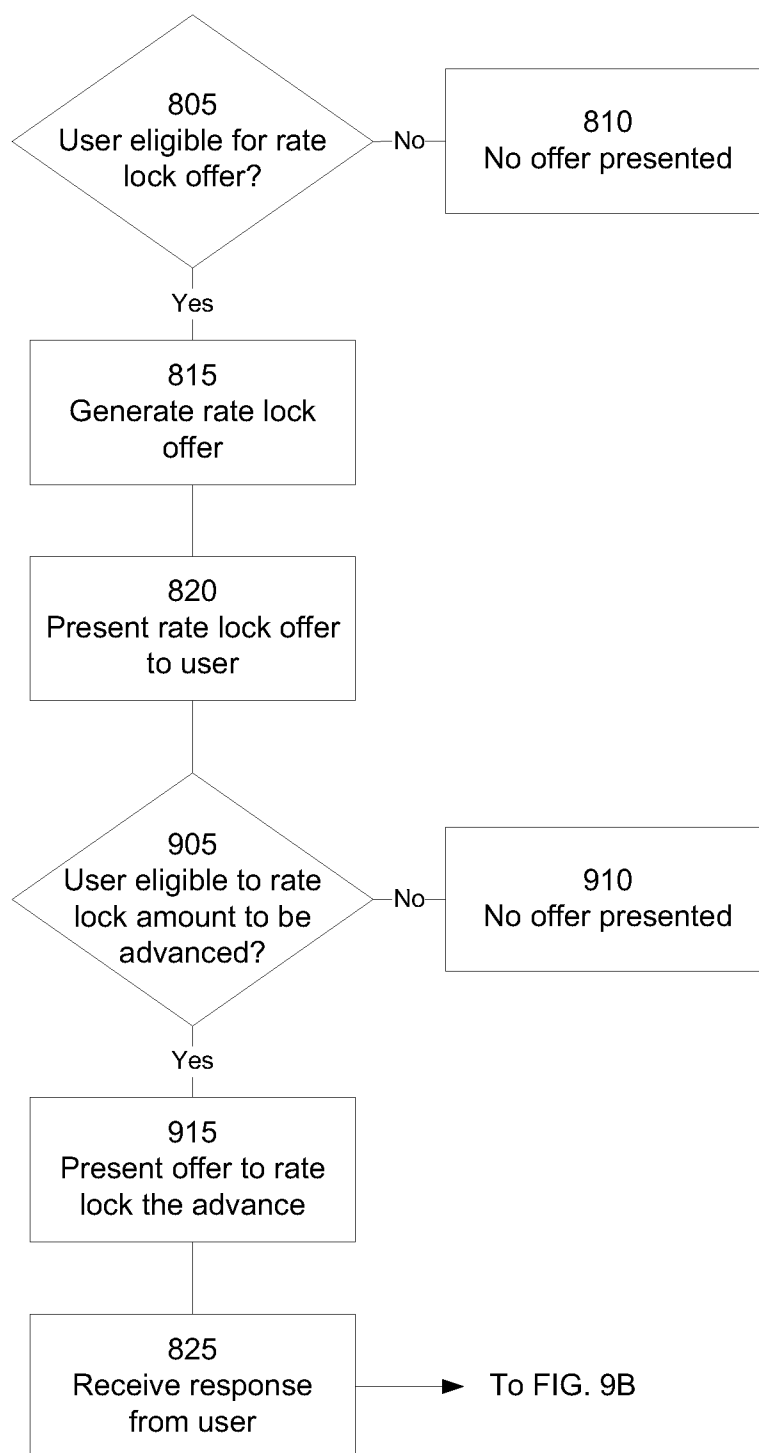 805
User eligible for rate
lock offer?
No
810
No offer presented
Yes
815
Generate rate lock
offer
820
Present rate lock offer
to user
905
User eligible to rate
lock amount to be
advanced?
No
910
No offer presented
Yes
915
Present offer to rate
lock the advance
825
Receive response
from user
To FIG. 9B